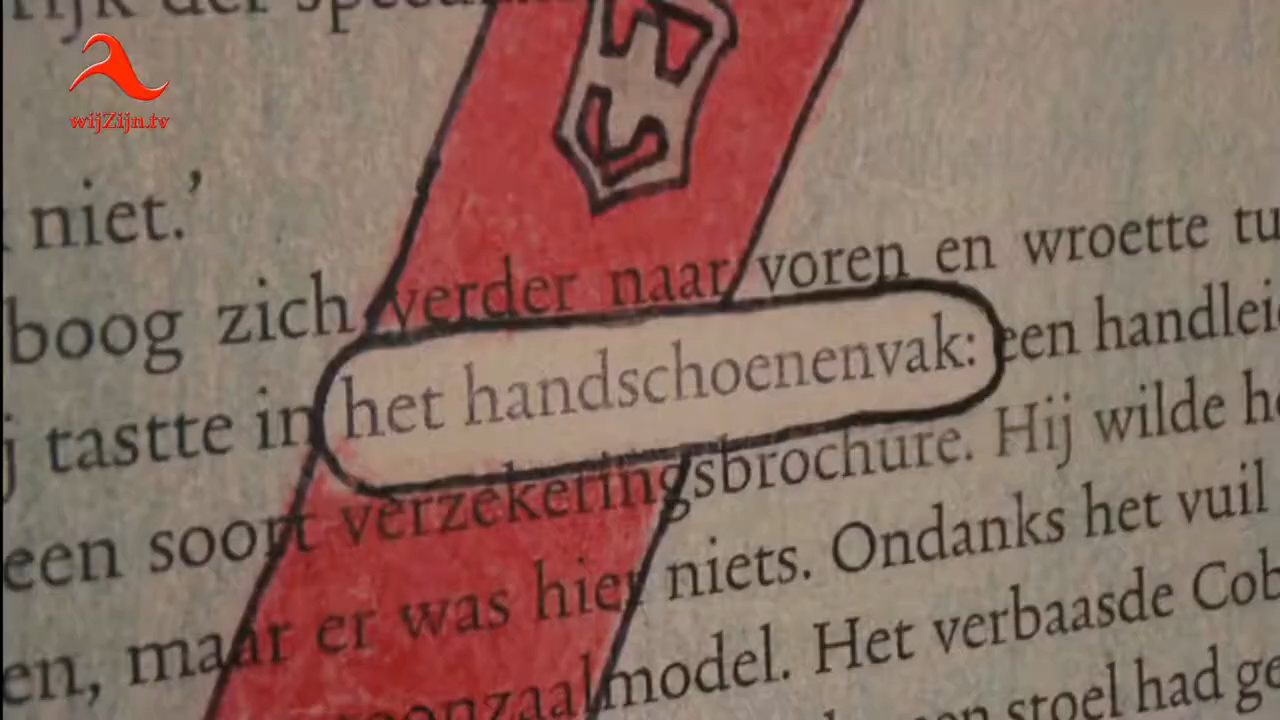 wijZijn.tv
niet.’
boog zich verder naar voren en wroette
tastte in het handschoenenvak: een
een soort verzekeringsbrochure. Hij wilde
maar er was hier niets. Ondanks het vuil
model. Het verbaasde
stoel had